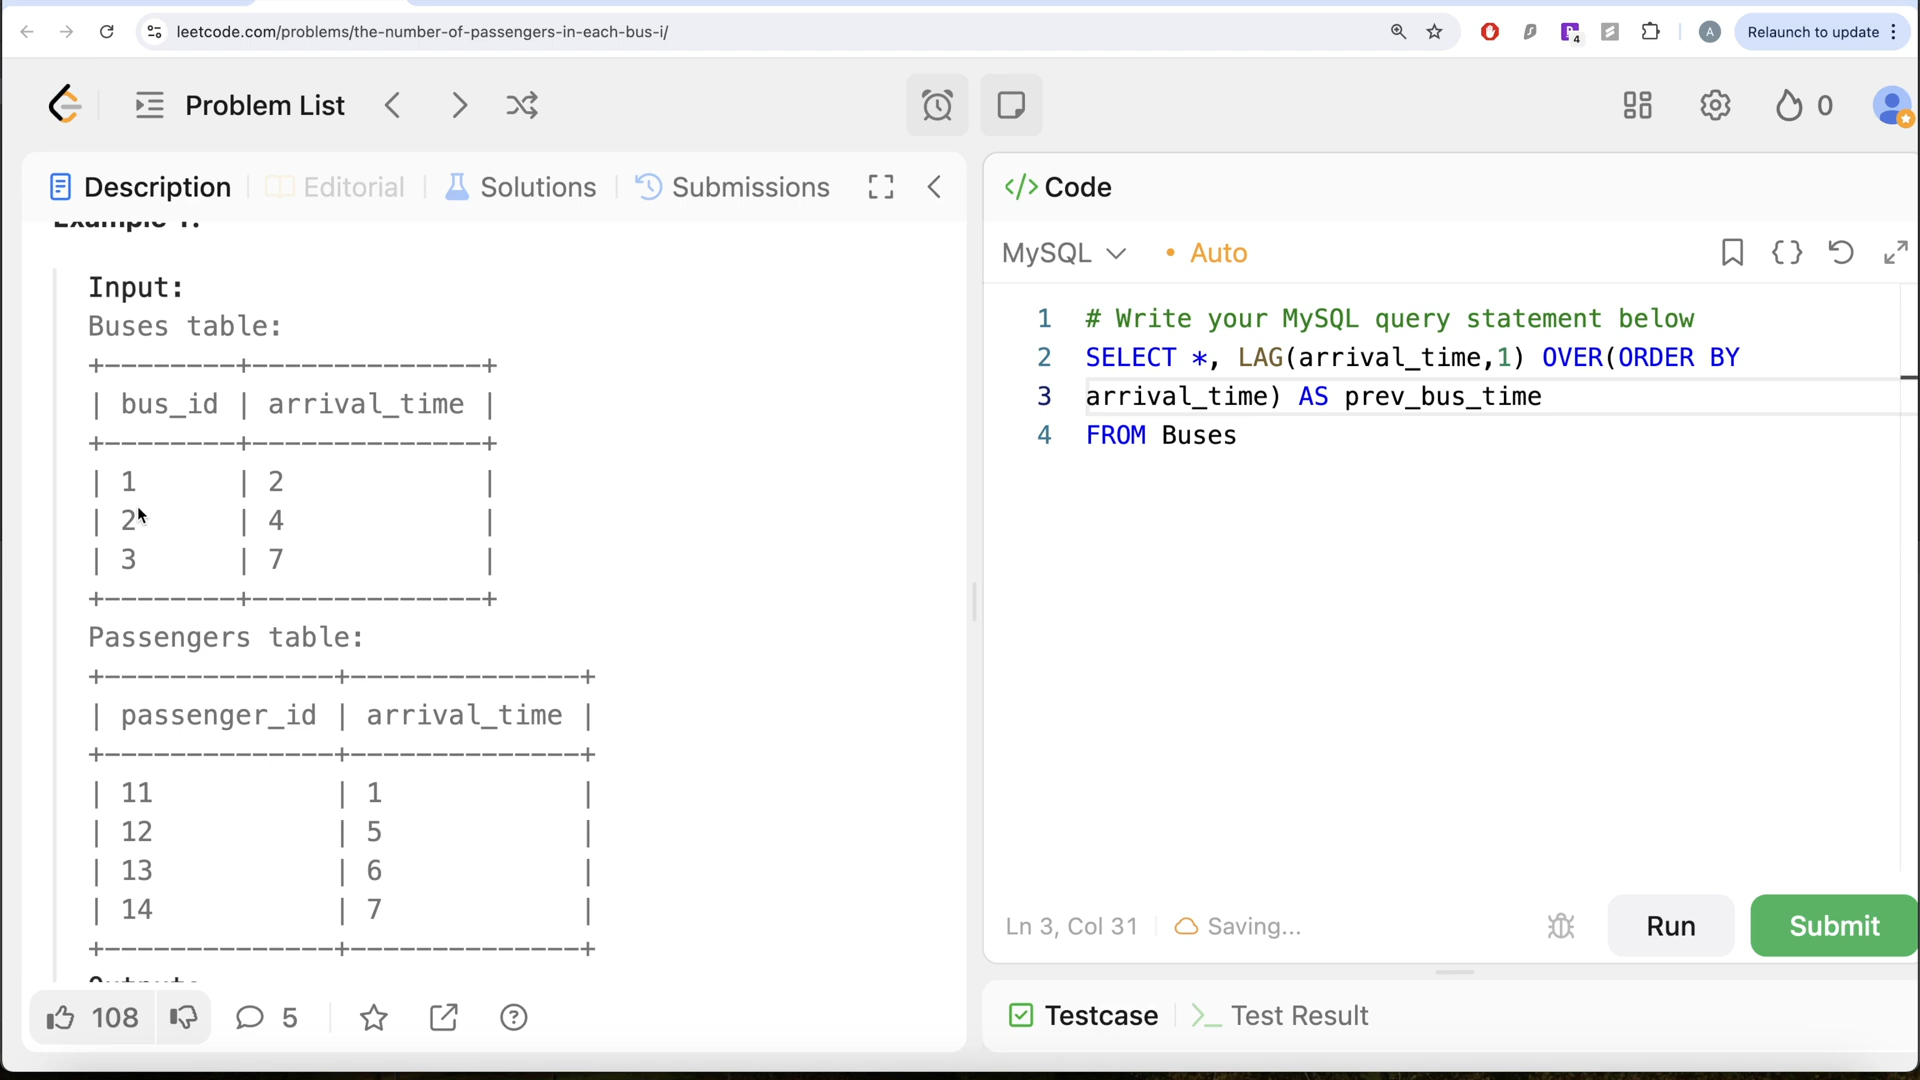 leetcode.com/problems/the-number-of-passengers-in-each-bus-i/
4
A
Relaunch to update
Problem List
0
Description
Editorial
Solutions
Submissions
Example 1:
Input:
Buses table:
+--------+--------------+
| bus_id | arrival_time |
+--------+--------------+
| 1      | 2            |
| 2      | 4            |
| 3      | 7            |
+--------+--------------+
Passengers table:
+--------------+--------------+
| passenger_id | arrival_time |
+--------------+--------------+
| 11           | 1            |
| 12           | 5            |
| 13           | 6            |
| 14           | 7            |
+--------------+--------------+
Output:
108
5
</> Code
MySQL
• Auto
{}
1 # Write your MySQL query statement below
2 SELECT *, LAG(arrival_time,1) OVER(ORDER BY
3 arrival_time) AS prev_bus_time
4 FROM Buses
Ln 3, Col 31
Saving...
Run
Submit
Testcase
Test Result